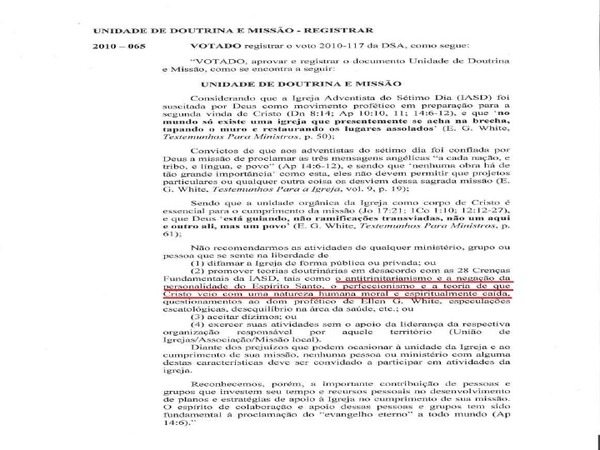 UNIDADE DE DOUTRINA E MISSÃO - REGISTRAR
2010 – 065 VOTADO registrar o voto 2010-117 da DSA, como segue:
"VOTADO, aprovar e registrar o documento Unidade de Doutrina
e Missão, como se encontra a seguir:
UNIDADE DE DOUTRINA E MISSÃO
Considerando que a Igreja Adventista do Sétimo Dia (IASD) foi
suscitada por Deus como movimento profético em preparação para a
segunda vinda de Cristo (Dn 8:14; Ap 10:10, 11; 14:6-12), e que 'no
mundo só existe uma igreja que presentemente se acha na brecha,
tapando o muro e restaurando os lugares assolados' (E. G. White,
Testemunhos Para Ministros, p. 50);
Convictos de que aos adventistas do sétimo dia foi confiada por
Deus a missão de proclamar as três mensagens angélicas "a cada nação, e
tribo, e língua, e povo" (Ap 14:6-12), e sendo que 'nenhuma obra há de
tão grande importância' como esta, eles não devem permitir que projetos
particulares ou qualquer outra coisa os desviem dessa sagrada missão (E.
G. White, Testemunhos Para a Igreja, vol. 9, p. 19);
Sendo que a unidade orgânica da Igreja como corpo de Cristo é
essencial para o cumprimento da missão (Jo 17:21; 1Co 1:10; 12:12-27),
e que Deus 'está guiando, não ramificações transviadas, não um aqui
e outro ali, mas um povo' (E. G. White, Testemunhos Para Ministros, p.
61);
Não recomendarmos as atividades de qualquer ministério, grupo ou
pessoa que se sente na liberdade de
(1) difamar a Igreja de forma pública ou privada; ou
(2) promover teorias doutrinárias em desacordo com as 28 Crenças
Fundamentais da IASD, tais como o antitrinitarianismo e a negação da
personalidade do Espírito Santo, o perfeccionismo e a teoria de que
Cristo veio com uma natureza humana moral e espiritualmente caída,
questionamentos ao dom profético de Ellen G. White, especulações
escatológicas, desequilíbrio na área da saúde, etc.; ou
(3) aceitar dízimos; ou
(4) exercer suas atividades sem o apoio da liderança da respectiva
organização responsável por aquele território (União de
Igrejas/Associação/Missão local).
Diante dos prejuízos que podem ocasionar à unidade da Igreja e ao
cumprimento de sua missão, nenhuma pessoa ou ministério com alguma
destas características deve ser convidado a participar em atividades da
igreja.
Reconhecemos, porém, a importante contribuição de pessoas e
grupos que investem seu tempo e recursos pessoais no desenvolvimento
de planos e estratégias de apoio à Igreja no cumprimento de sua missão.
O espírito de colaboração e apoio dessas pessoas e grupos tem sido
fundamental à proclamação do "evangelho eterno" a todo o mundo (Ap
14:6)."